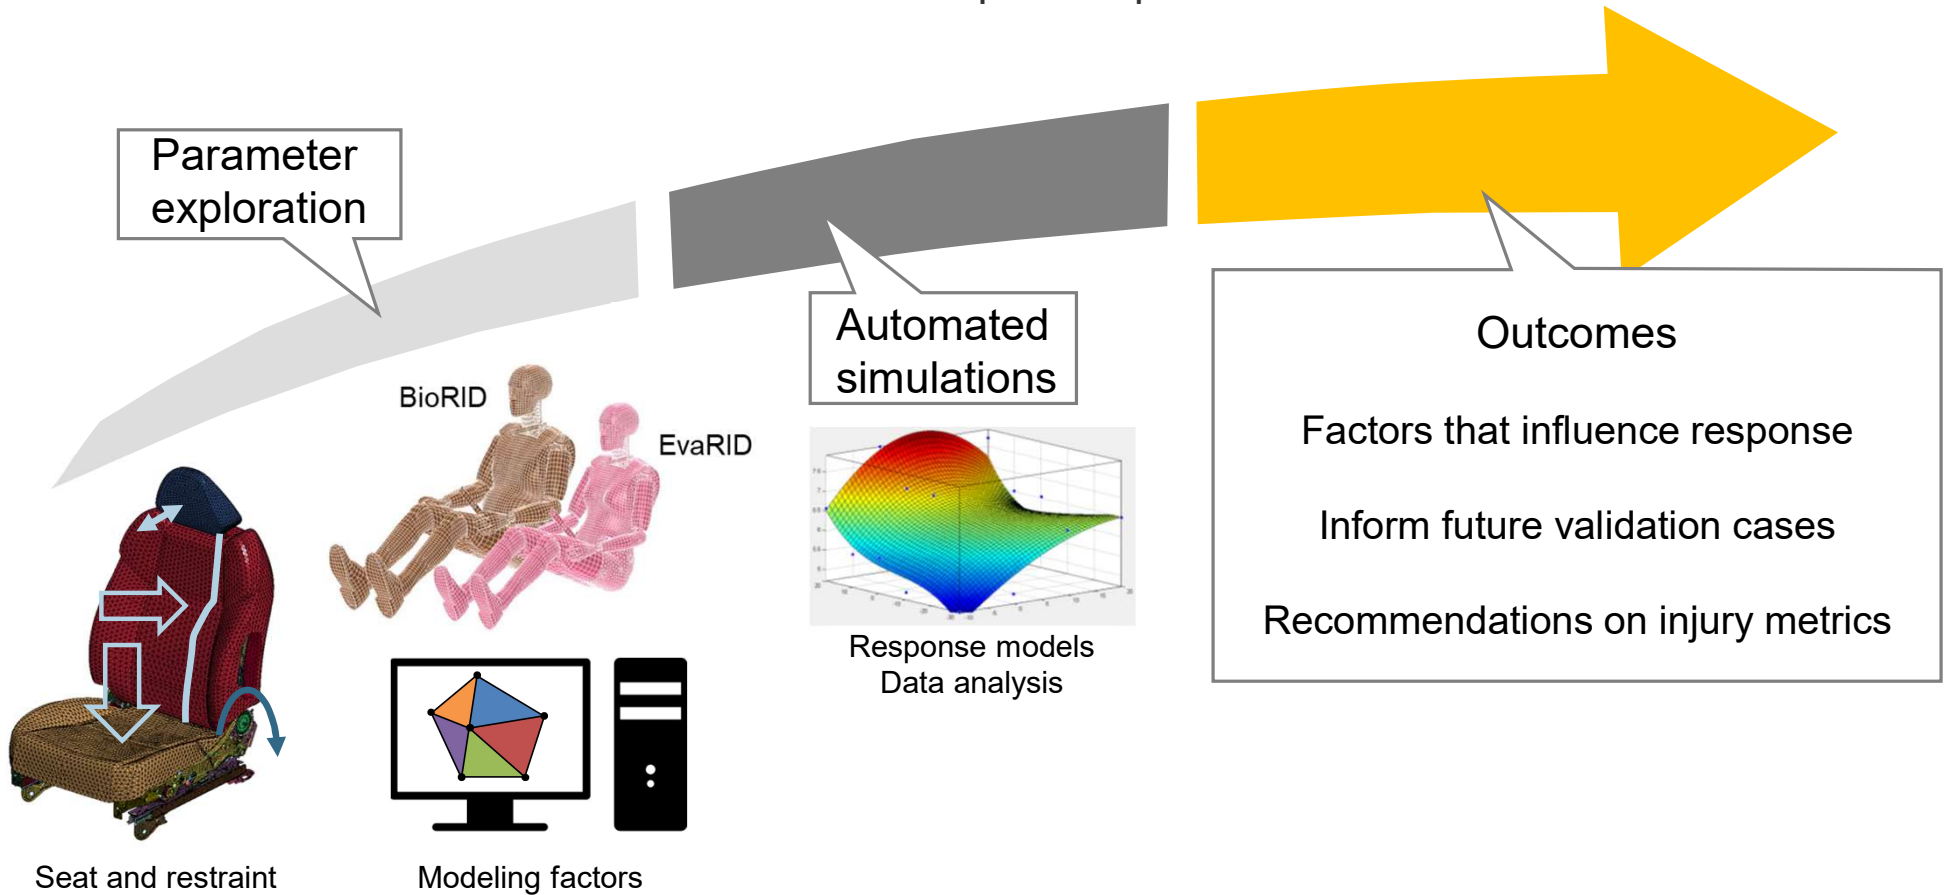 Parameter
exploration
BioRID
EvaRID
Automated
simulations
Response models
Data analysis
Outcomes
Factors that influence response
Inform future validation cases
Recommendations on injury metrics
Seat and restraint
Modeling factors